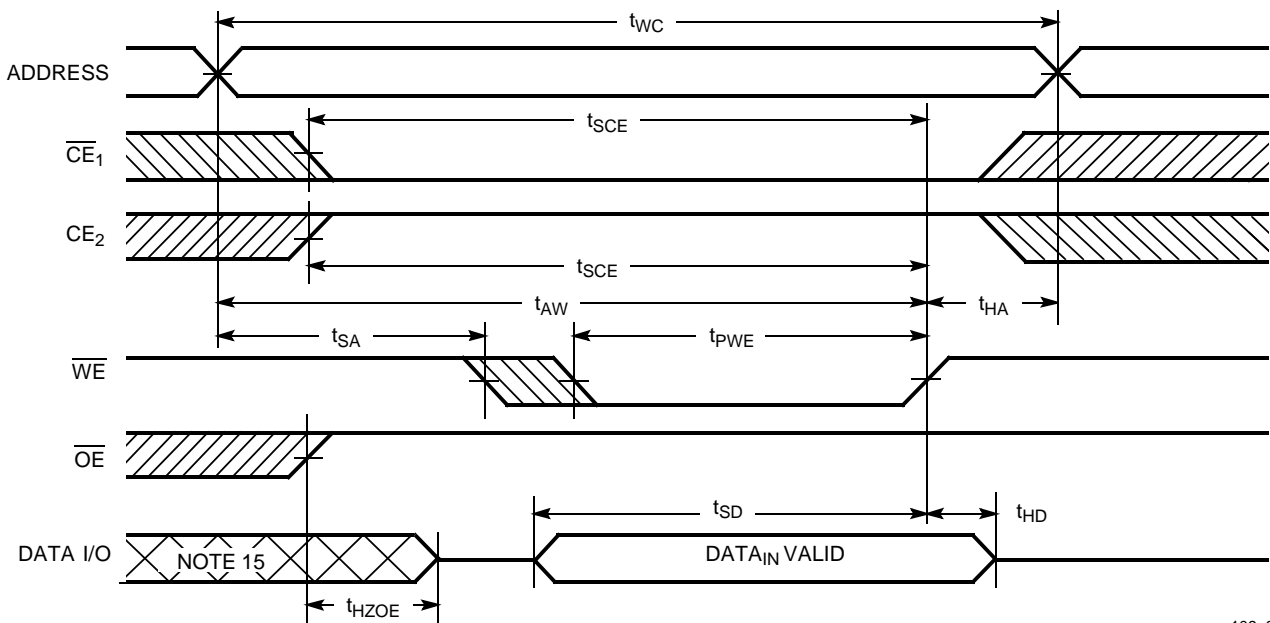 tWC
ADDRESS
tSCE
CE1
CE2
tSCE
tAW
tHA
tSA
tPWE
WE
OE
tSD
tHD
DATA I/O
NOTE 15
DATAIN VALID
tHZOE